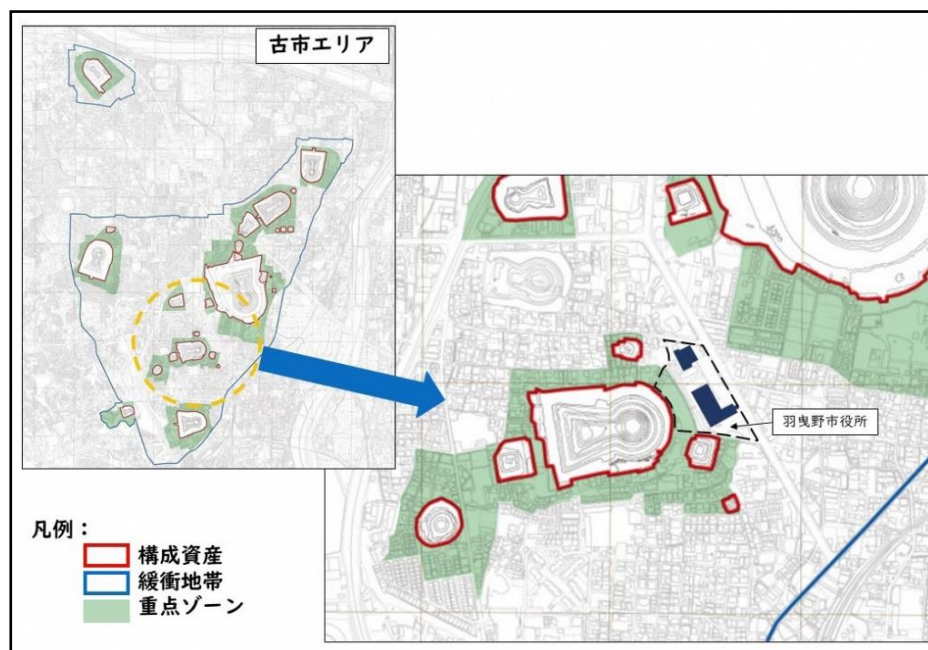 古市エリア
羽曳野市役所
凡例：
構成資産
緩衝地帯
重点ゾーン